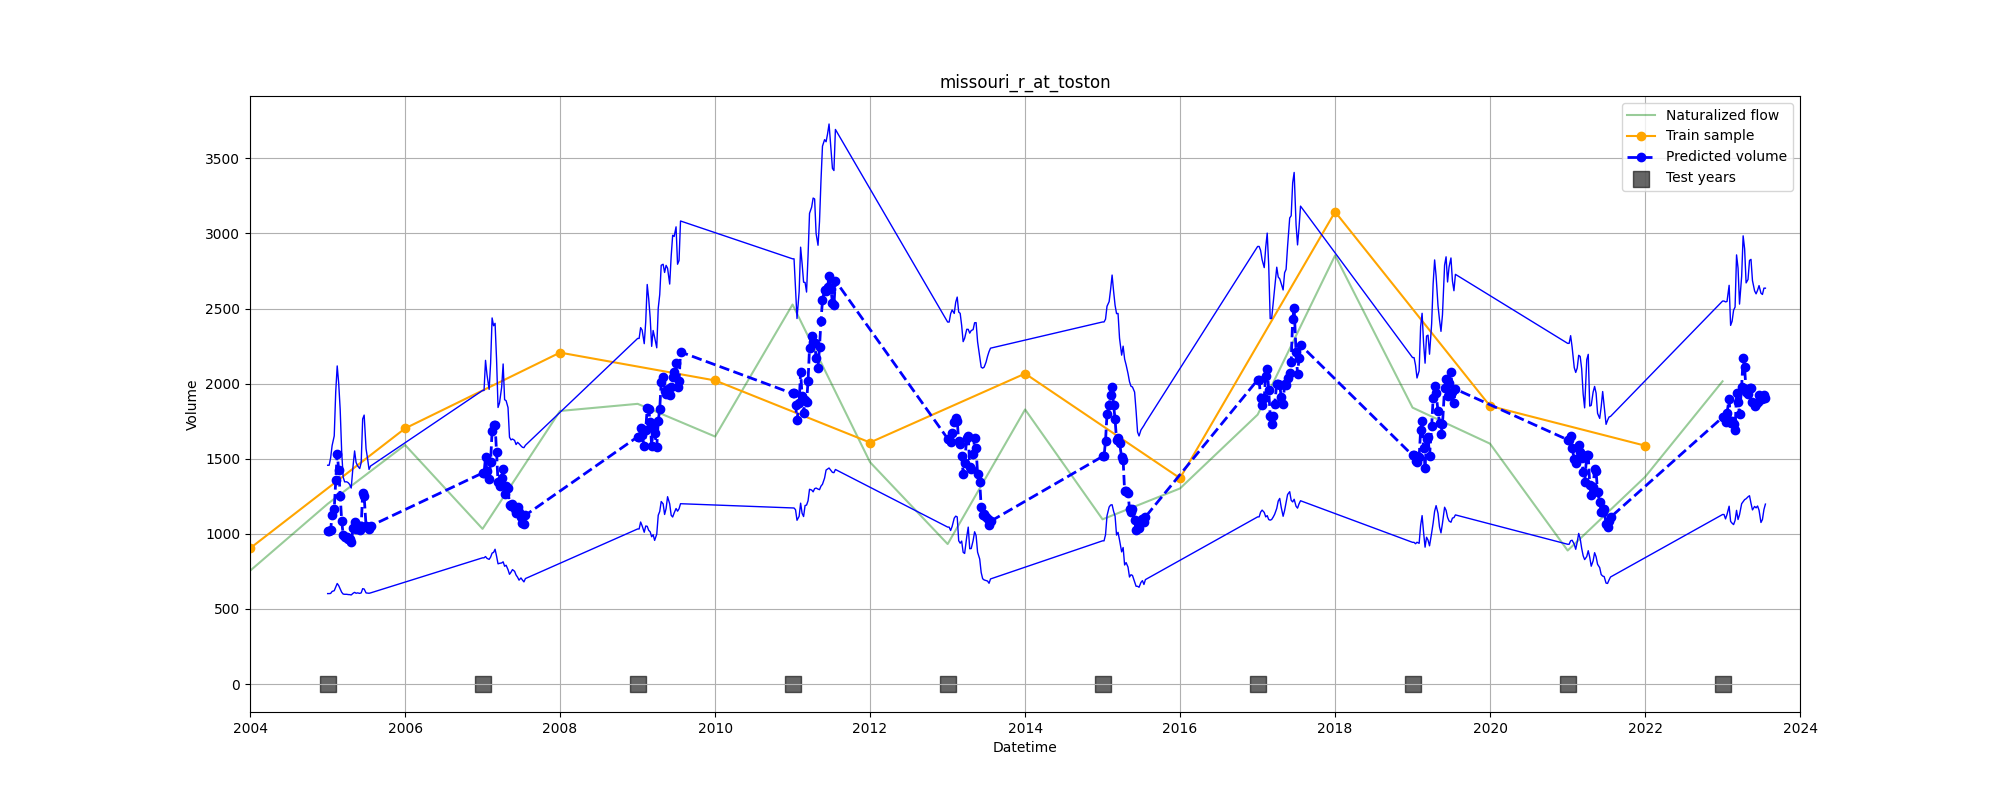 missouri_r_at_toston
Naturalized flow
Train sample
Predicted volume
Test years
Volume
3500
3000
2500
2000
1500
1000
500
0
2004 2006 2008 2010 2012 2014 2016 2018 2020 2022 2024
Datetime